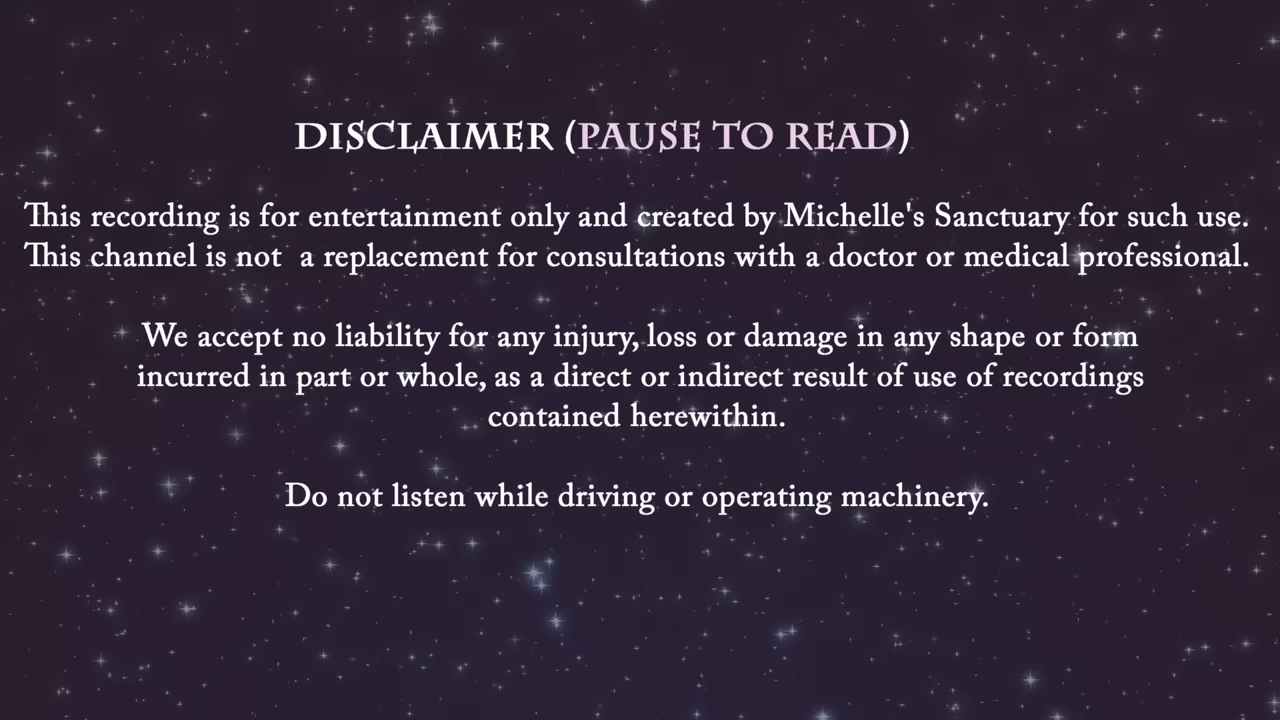 DISCLAIMER (PAUSE TO READ)
This recording is for entertainment only and created by Michelle's Sanctuary for such use.
This channel is not  a replacement for consultations with a doctor or medical professional.
We accept no liability for any injury, loss or damage in any shape or form
incurred in part or whole, as a direct or indirect result of use of recordings
contained herewithin.
Do not listen while driving or operating machinery.